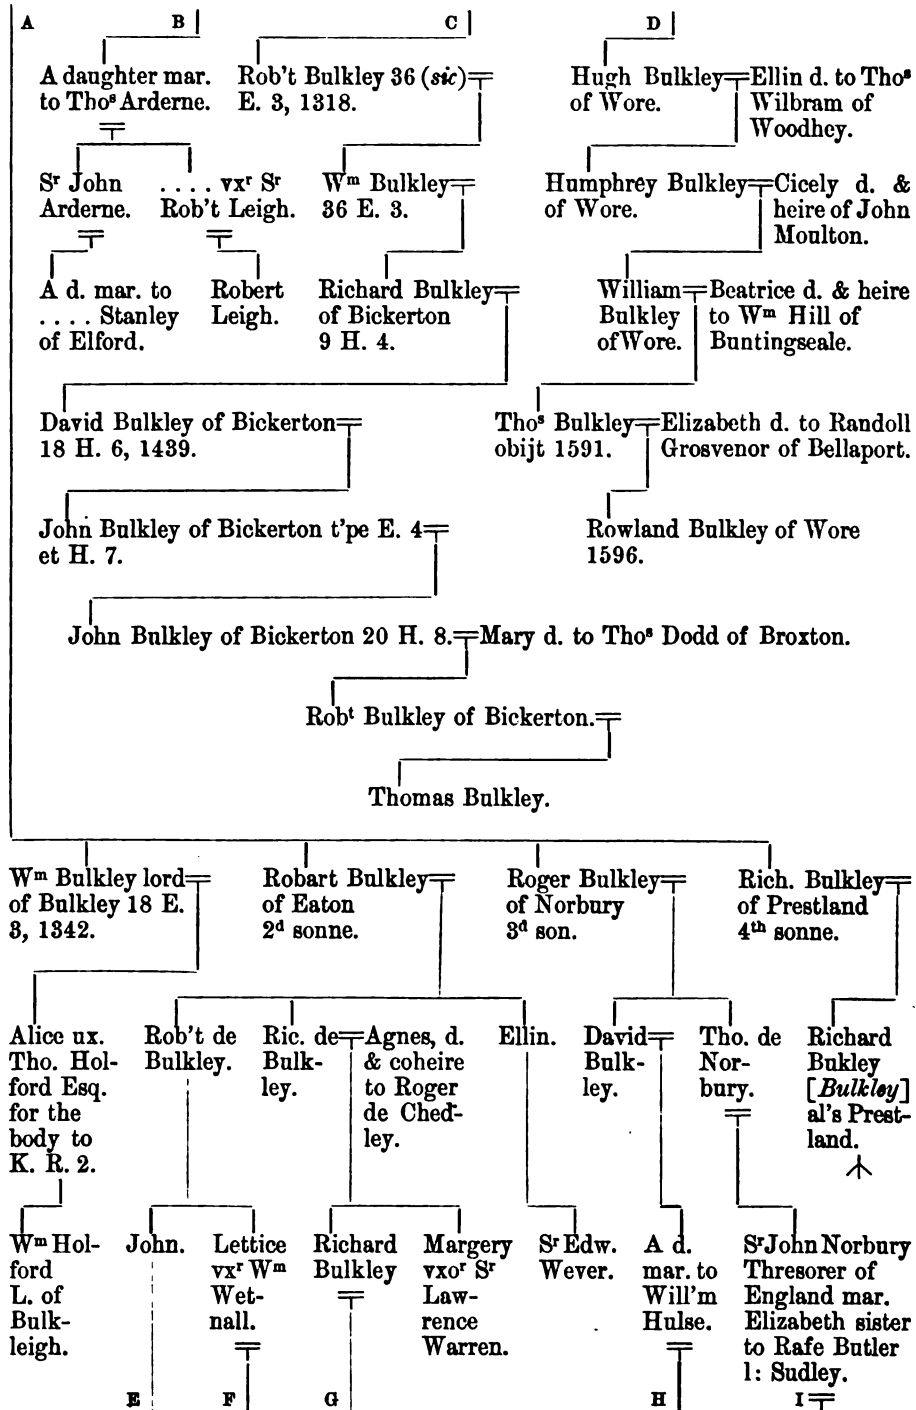 A B C D
A daughter mar.
to Thoˢ Arderne.
Rob't Bulkley 36 (sic)
E. 3, 1318.
Hugh Bulkley
of Wore.
Ellin d. to Thoˢ
Wilbram of
Woodhey.
Sʳ John
Arderne.
.... vxʳ Sʳ
Rob't Leigh.
Wᵐ Bulkley
36 E. 3.
Humphrey Bulkley
of Wore.
Cicely d. &
heire of John
Moulton.
A d. mar. to
.... Stanley
of Elford.
Robert
Leigh.
Richard Bulkley
of Bickerton
9 H. 4.
William
Bulkley
of Wore.
Beatrice d. & heire
to Wᵐ Hill of
Buntingseale.
David Bulkley of Bickerton
18 H. 6, 1439.
Thoˢ Bulkley
obijt 1591.
Elizabeth d. to Randoll
Grosvenor of Bellaport.
John Bulkley of Bickerton t'pe E. 4
et H. 7.
Rowland Bulkley of Wore
1596.
John Bulkley of Bickerton 20 H. 8. Mary d. to Thoˢ Dodd of Broxton.
Robᵗ Bulkley of Bickerton.
Thomas Bulkley.
Wᵐ Bulkley lord
of Bulkley 18 E.
3, 1342.
Robart Bulkley
of Eaton
2ᵈ sonne.
Roger Bulkley
of Norbury
3ᵈ son.
Rich. Bulkley
of Prestland
4ᵗʰ sonne.
Alice ux.
Tho. Hol-
ford Esq.
for the
body to
K. R. 2.
Rob't de
Bulkley.
Ric. de
Bulk-
ley.
Agnes, d.
& coheire
to Roger
de Ched-
ley.
Ellin.
David
Bulk-
ley.
Tho. de
Nor-
bury.
Richard
Bukley
[Bulkley]
al's Prest-
land.
Wᵐ Hol-
ford
L. of
Bulk-
leigh.
John.
Lettice
vxʳ Wᵐ
Wet-
nall.
Richard
Bulkley
Margery
vxoʳ Sʳ
Law-
rence
Warren.
Sʳ Edw.
Wever.
A d.
mar. to
Will'm
Hulse.
Sʳ John Norbury
Thresorer of
England mar.
Elizabeth sister
to Rafe Butler
l: Sudley.
E F G H I